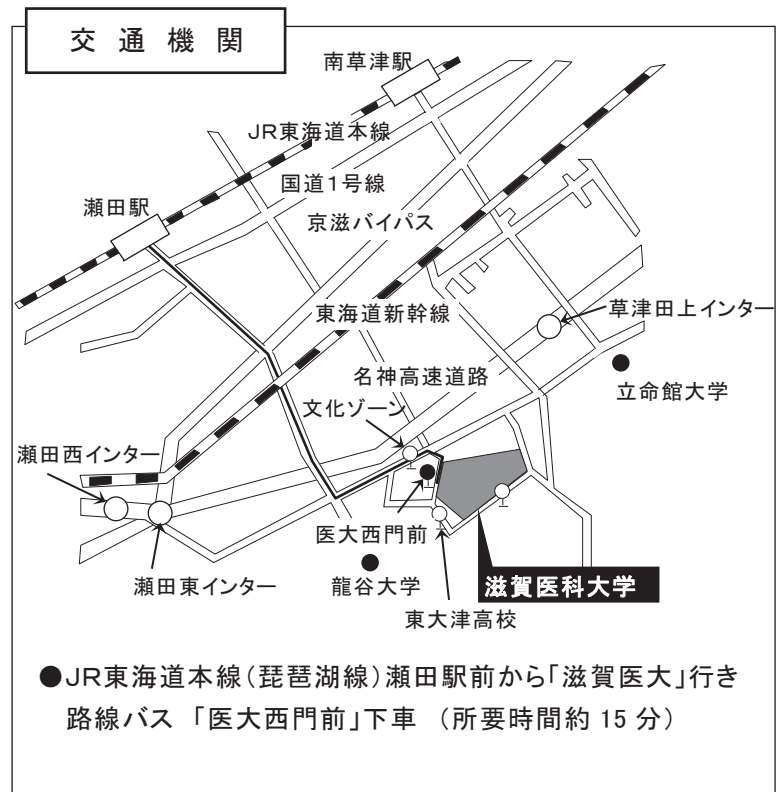 交 通 機 関
南草津駅
JR東海道本線
国道1号線
瀬田駅
京滋バイパス
東海道新幹線
草津田上インター
名神高速道路
立命館大学
文化ゾーン
瀬田西インター
医大西門前
瀬田東インター
龍谷大学
滋賀医科大学
東大津高校
●JR東海道本線(琵琶湖線)瀬田駅前から「滋賀医大」行き
路線バス 「医大西門前」下車 (所要時間約 15 分)